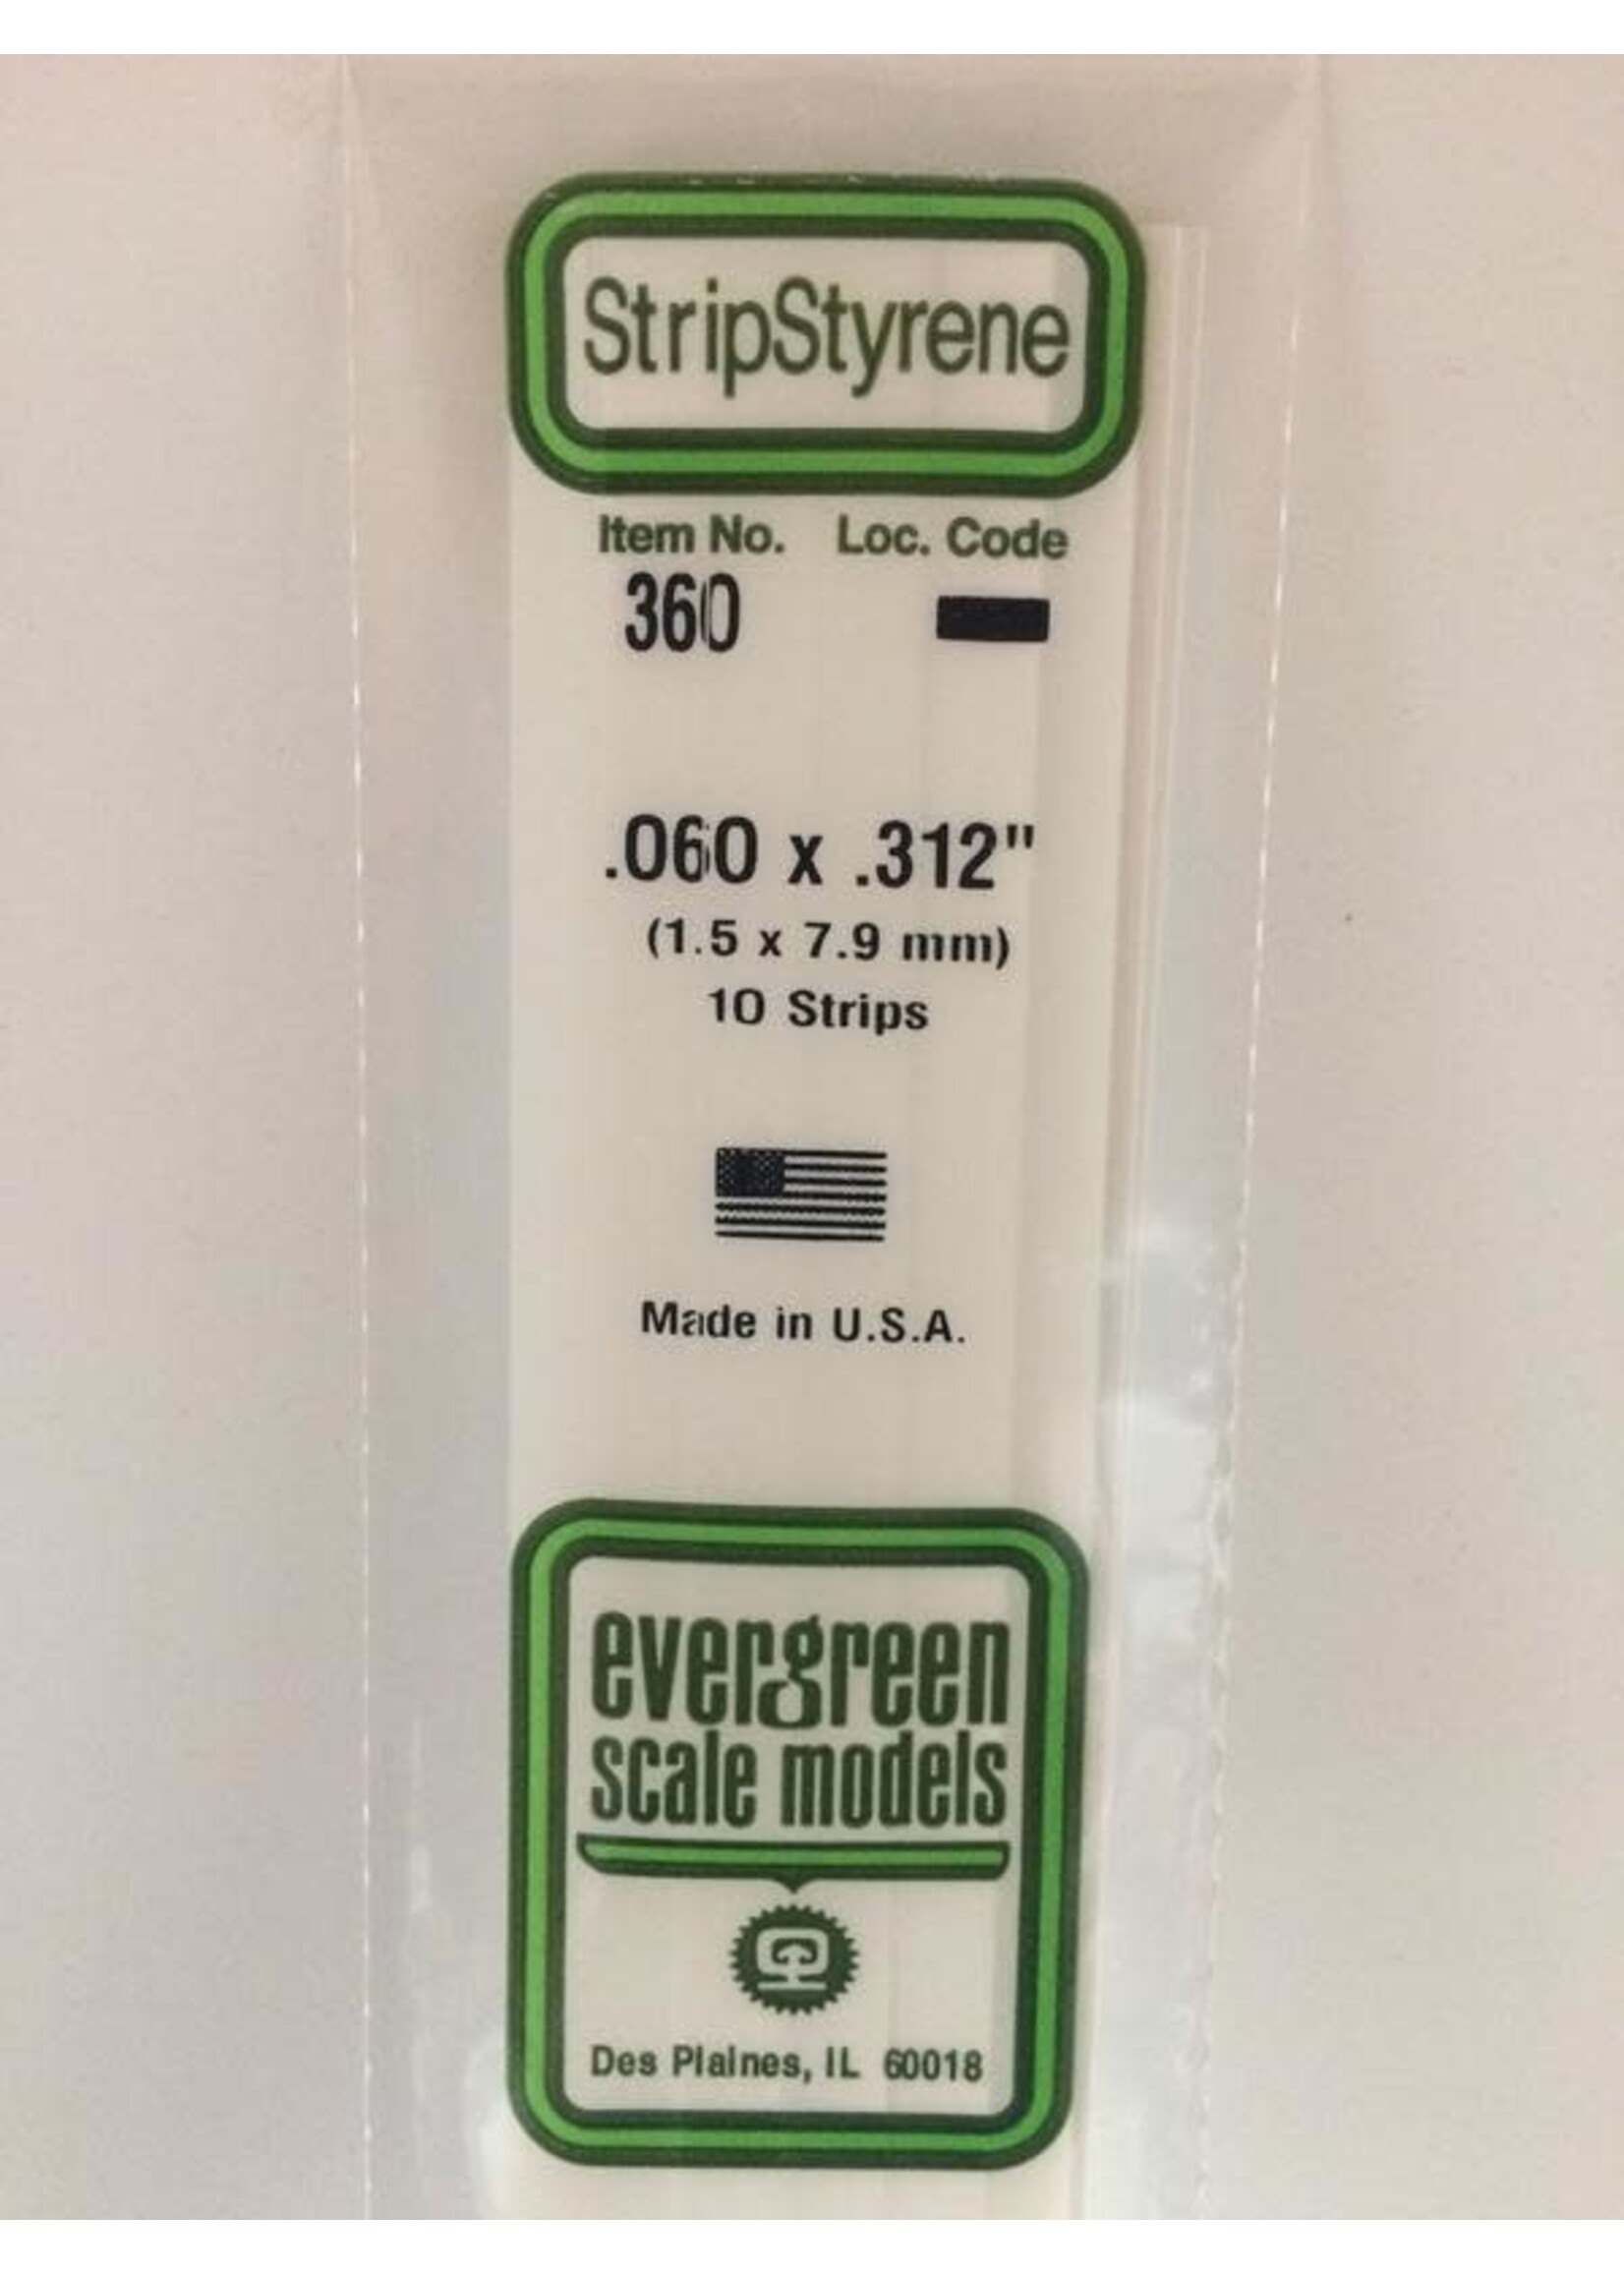 StripStyrene
Item No. Loc. Code
360
.060 x .312"
(1.5 x 7.9 mm)
10 Strips
Made in U.S.A.
evergreen
scale models
Des Plaines, IL 60018